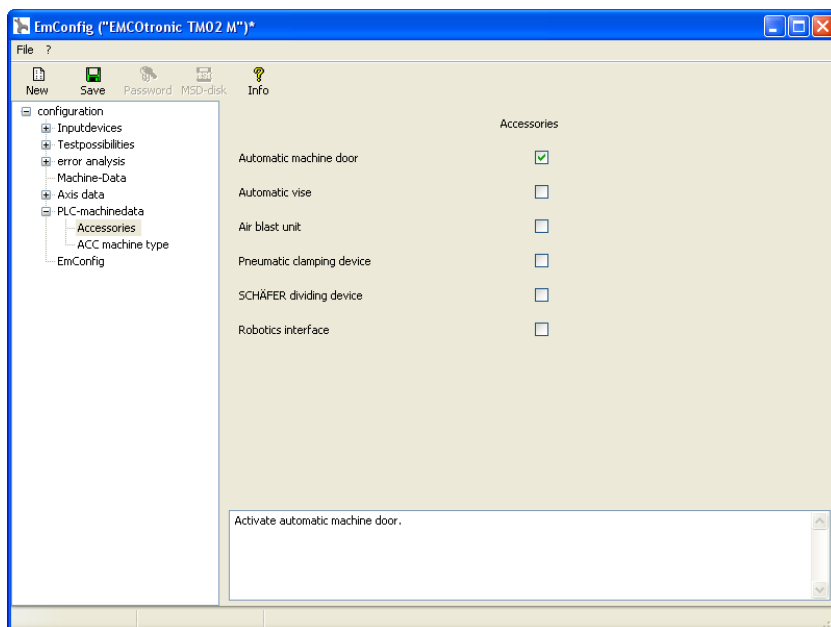 EmConfig ("EMCOtronic TM02 M")*
File ?
New Save Password MSD-disk Info
configuration
Inputdevices
Testpossibilities
error analysis
Machine-Data
Axis data
PLC-machinedata
Accessories
ACC machine type
EmConfig
Accessories
Automatic machine door
Automatic vise
Air blast unit
Pneumatic clamping device
SCHÄFER dividing device
Robotics interface
Activate automatic machine door.